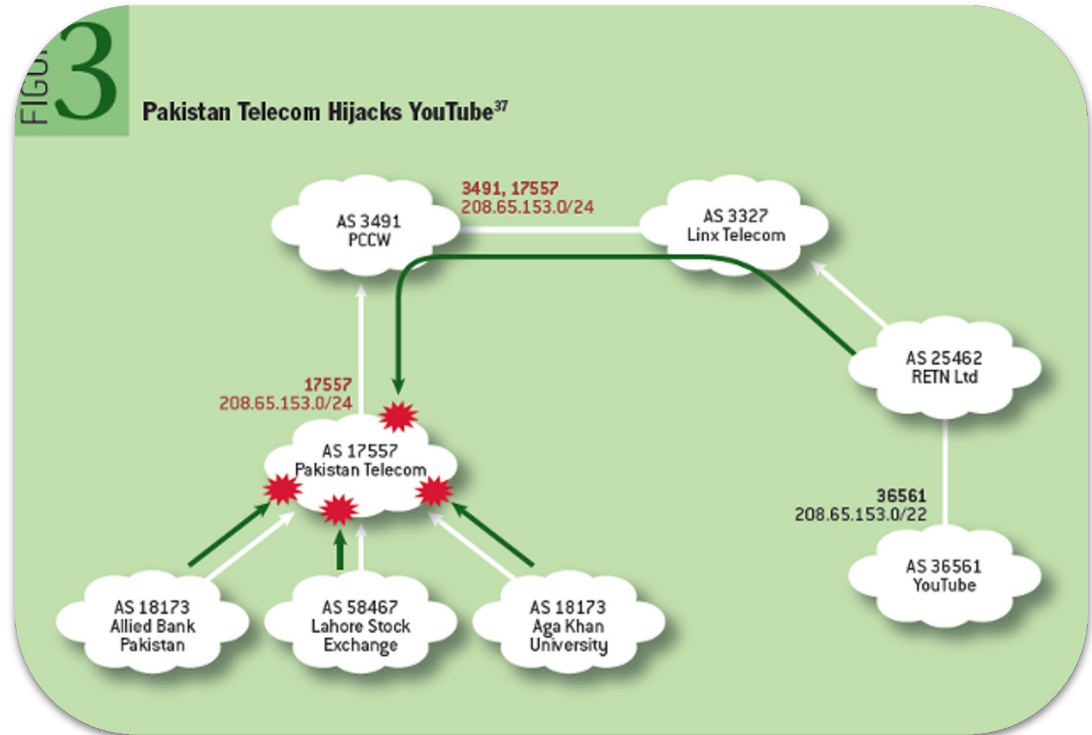 FIGU
3
Pakistan Telecom Hijacks YouTube37
3491, 17557
208.65.153.0/24
AS 3491
PCCW
AS 3327
Linx Telecom
AS 25462
RETN Ltd
17557
208.65.153.0/24
AS 17557
Pakistan Telecom
36561
208.65.153.0/22
AS 36561
YouTube
AS 18173
Allied Bank
Pakistan
AS 58467
Lahore Stock
Exchange
AS 18173
Aga Khan
University